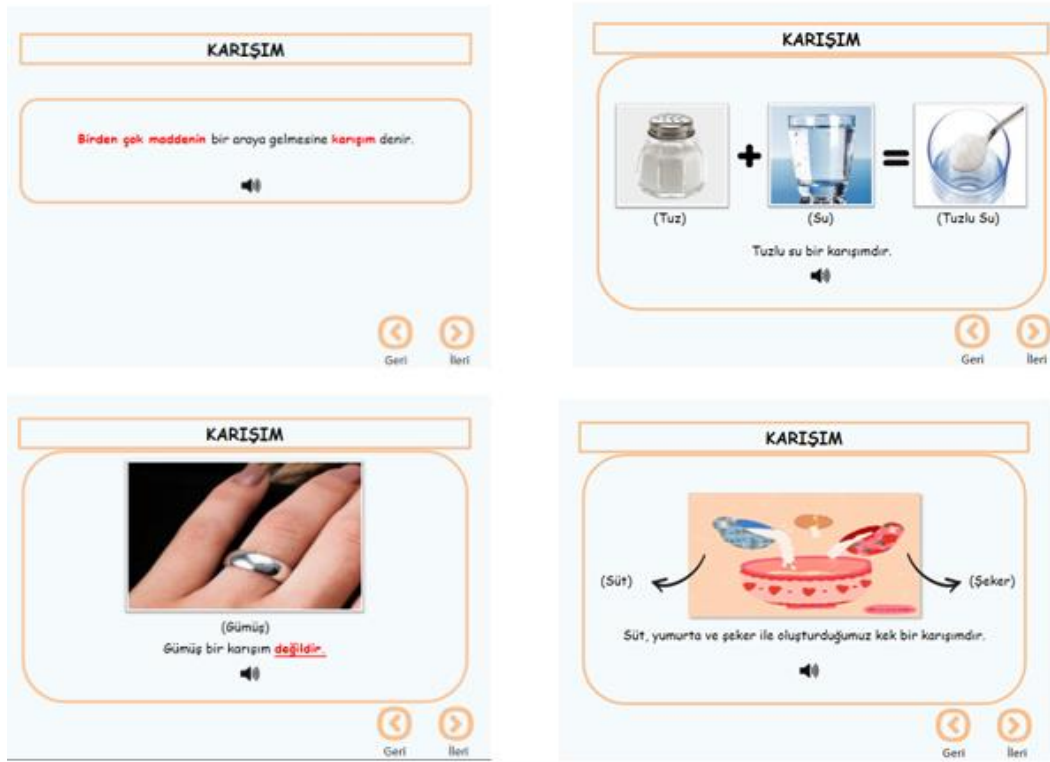 KARIŞIM
Birden çok maddenin bir araya gelmesine karışım denir.
Geri İleri
KARIŞIM
(Tuz) (Su) (Tuzlu Su)
Tuzlu su bir karışımdır.
Geri İleri
KARIŞIM
(Gümüş)
Gümüş bir karışım değildir.
Geri İleri
KARIŞIM
(Süt) (Şeker)
Süt, yumurta ve şeker ile oluşturduğumuz kek bir karışımdır.
Geri İleri